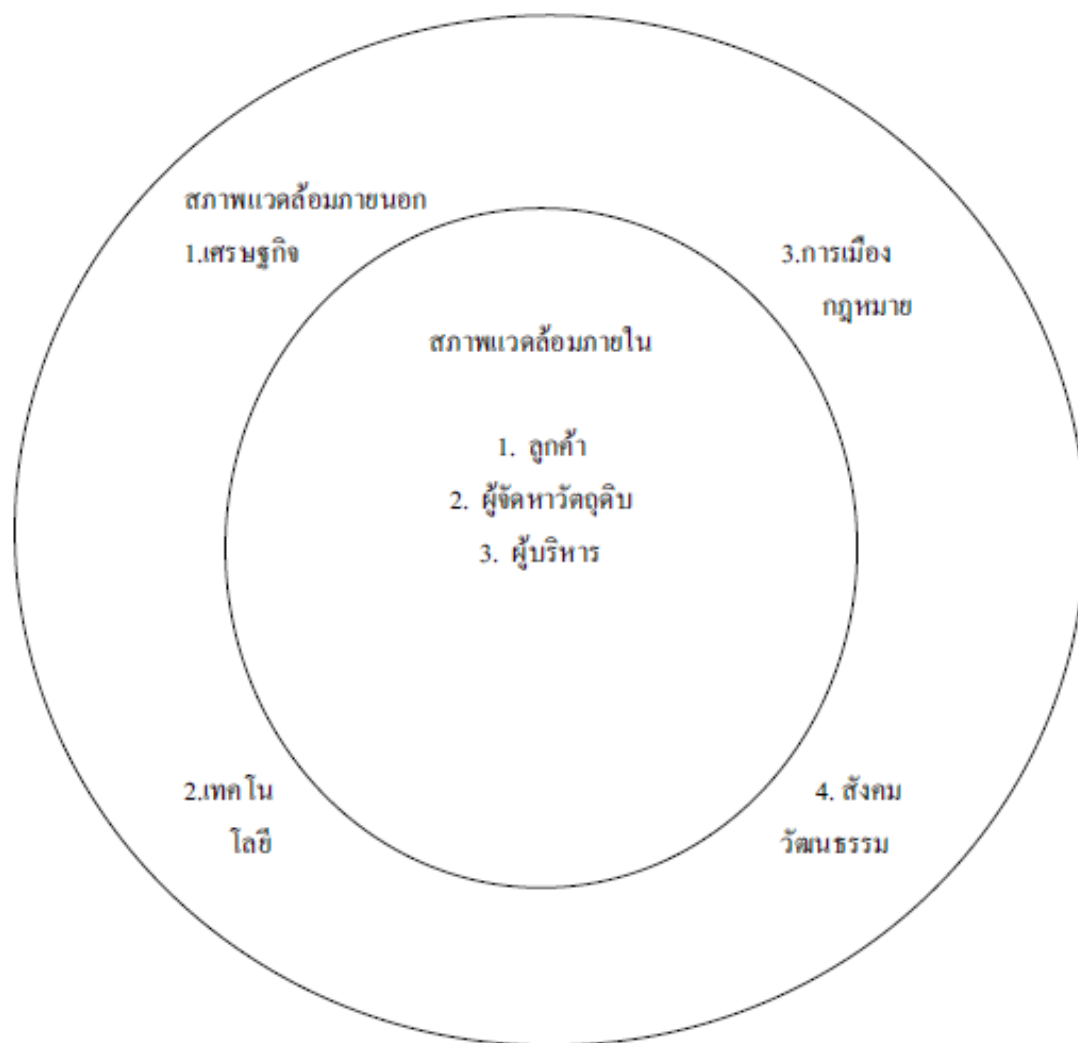 สภาพแวดล้อมภายนอก
1.เศรษฐกิจ
3.การเมือง
กฎหมาย
สภาพแวดล้อมภายใน
1. ลูกค้า
2. ผู้จัดหาวัตถุดิบ
3. ผู้บริหาร
2.เทคโน
โลยี
4. สังคม
วัฒนธรรม